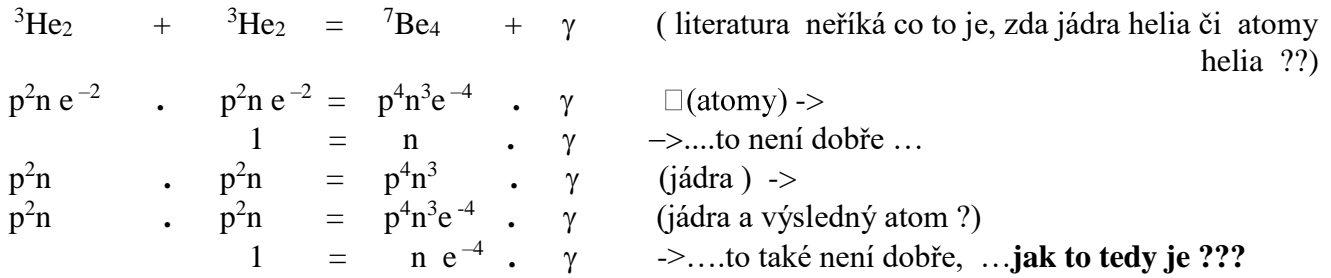 ³He₂ + ³He₂ = ⁷Be₄ + γ ( literatura neříká co to je, zda jádra helia či atomy
helia ??)
p²n e⁻² . p²n e⁻² = p⁴n³e⁻⁴ . γ □(atomy) ->
1 = n . γ –>....to není dobře …
p²n . p²n = p⁴n³ . γ (jádra ) ->
p²n . p²n = p⁴n³e⁻⁴ . γ (jádra a výsledný atom ?)
1 = n e⁻⁴ . γ ->….to také není dobře, …jak to tedy je ???